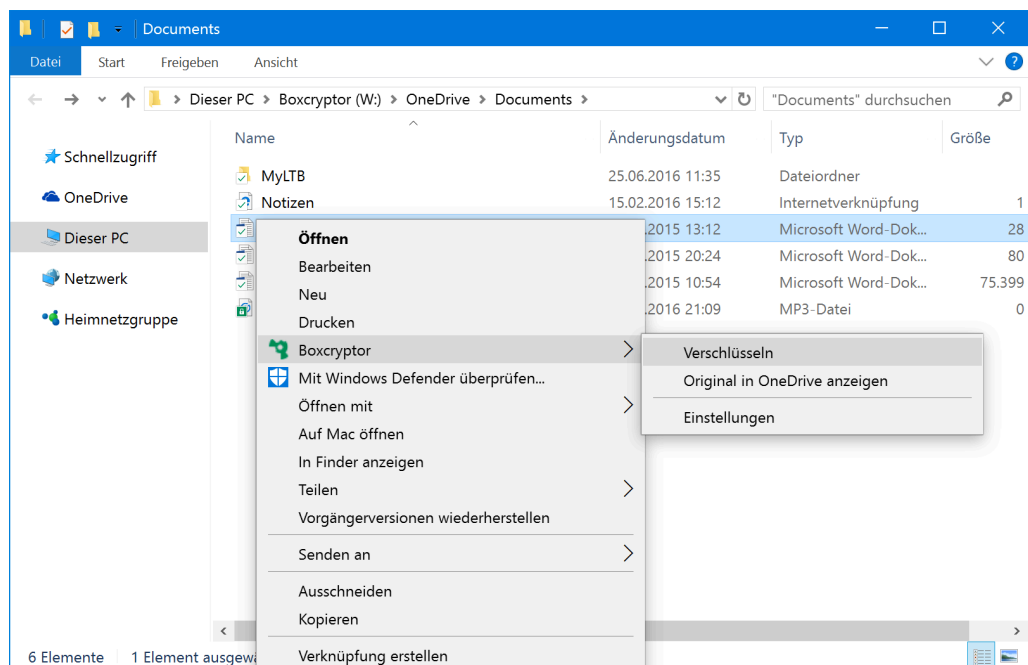 Documents
Datei Start Freigeben Ansicht ?
Dieser PC Boxcryptor (W:) OneDrive Documents "Documents" durchsuchen
Name Änderungsdatum Typ Größe
Schnellzugriff
OneDrive
Dieser PC
Netzwerk
Heimnetzgruppe
MyLTB 25.06.2016 11:35 Dateiordner
Notizen 15.02.2016 15:12 Internetverknüpfung 1
.2015 13:12 Microsoft Word-Dok... 28
.2015 20:24 Microsoft Word-Dok... 80
.2015 10:54 Microsoft Word-Dok... 75.399
.2016 21:09 MP3-Datei 0
Öffnen
Bearbeiten
Neu
Drucken
Boxcryptor
Mit Windows Defender überprüfen...
Öffnen mit
Auf Mac öffnen
In Finder anzeigen
Teilen
Vorgängerversionen wiederherstellen
Senden an
Ausschneiden
Kopieren
Verknüpfung erstellen
Verschlüsseln
Original in OneDrive anzeigen
Einstellungen
6 Elemente 1 Element ausgewä